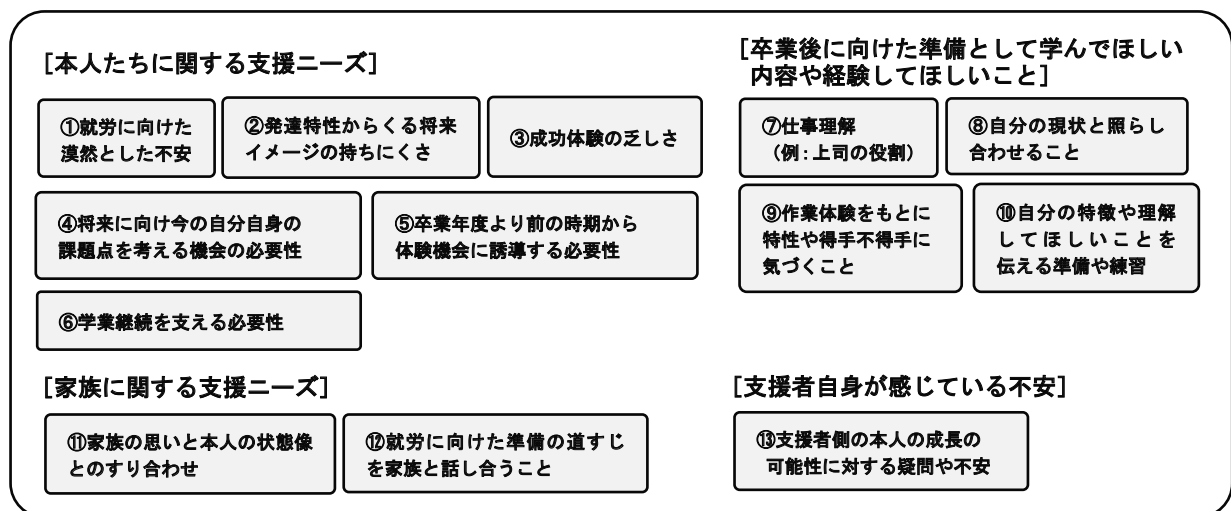 [本人たちに関する支援ニーズ]
①就労に向けた
漠然とした不安
②発達特性からくる将来
イメージの持ちにくさ
③成功体験の乏しさ
④将来に向け今の自分自身の
課題点を考える機会の必要性
⑤卒業年度より前の時期から
体験機会に誘導する必要性
⑥学業継続を支える必要性
[卒業後に向けた準備として学んでほしい
内容や経験してほしいこと]
⑦仕事理解
（例：上司の役割）
⑧自分の現状と照らし
合わせること
⑨作業体験をもとに
特性や得手不得手に
気づくこと
⑩自分の特徴や理解
してほしいことを
伝える準備や練習
[家族に関する支援ニーズ]
⑪家族の思いと本人の状態像
とのすり合わせ
⑫就労に向けた準備の道すじ
を家族と話し合うこと
[支援者自身が感じている不安]
⑬支援者側の本人の成長の
可能性に対する疑問や不安